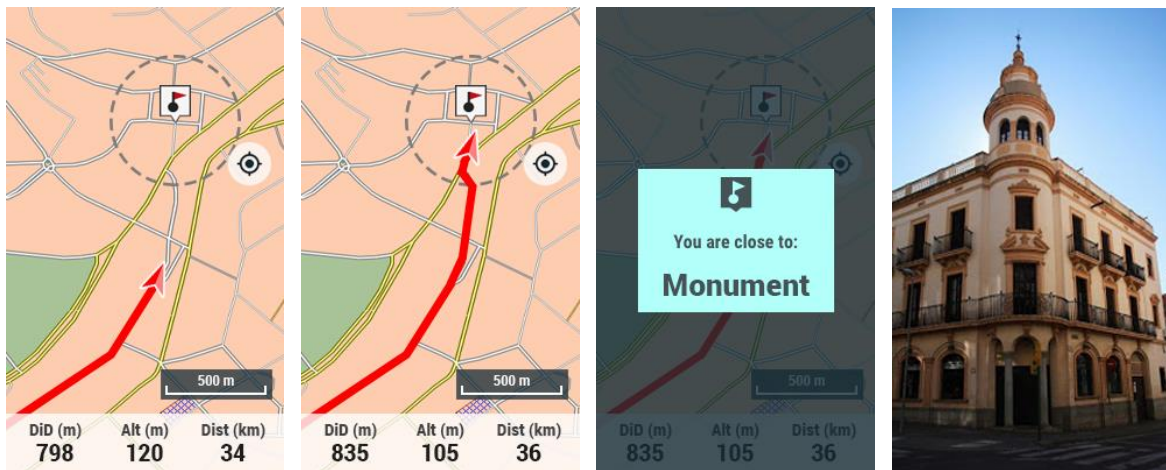 500 m
DiD (m) Alt (m) Dist (km)
798 120 34
500 m
DiD (m) Alt (m) Dist (km)
835 105 36
You are close to:
Monument
500 m
DiD (m) Alt (m) Dist (km)
835 105 36